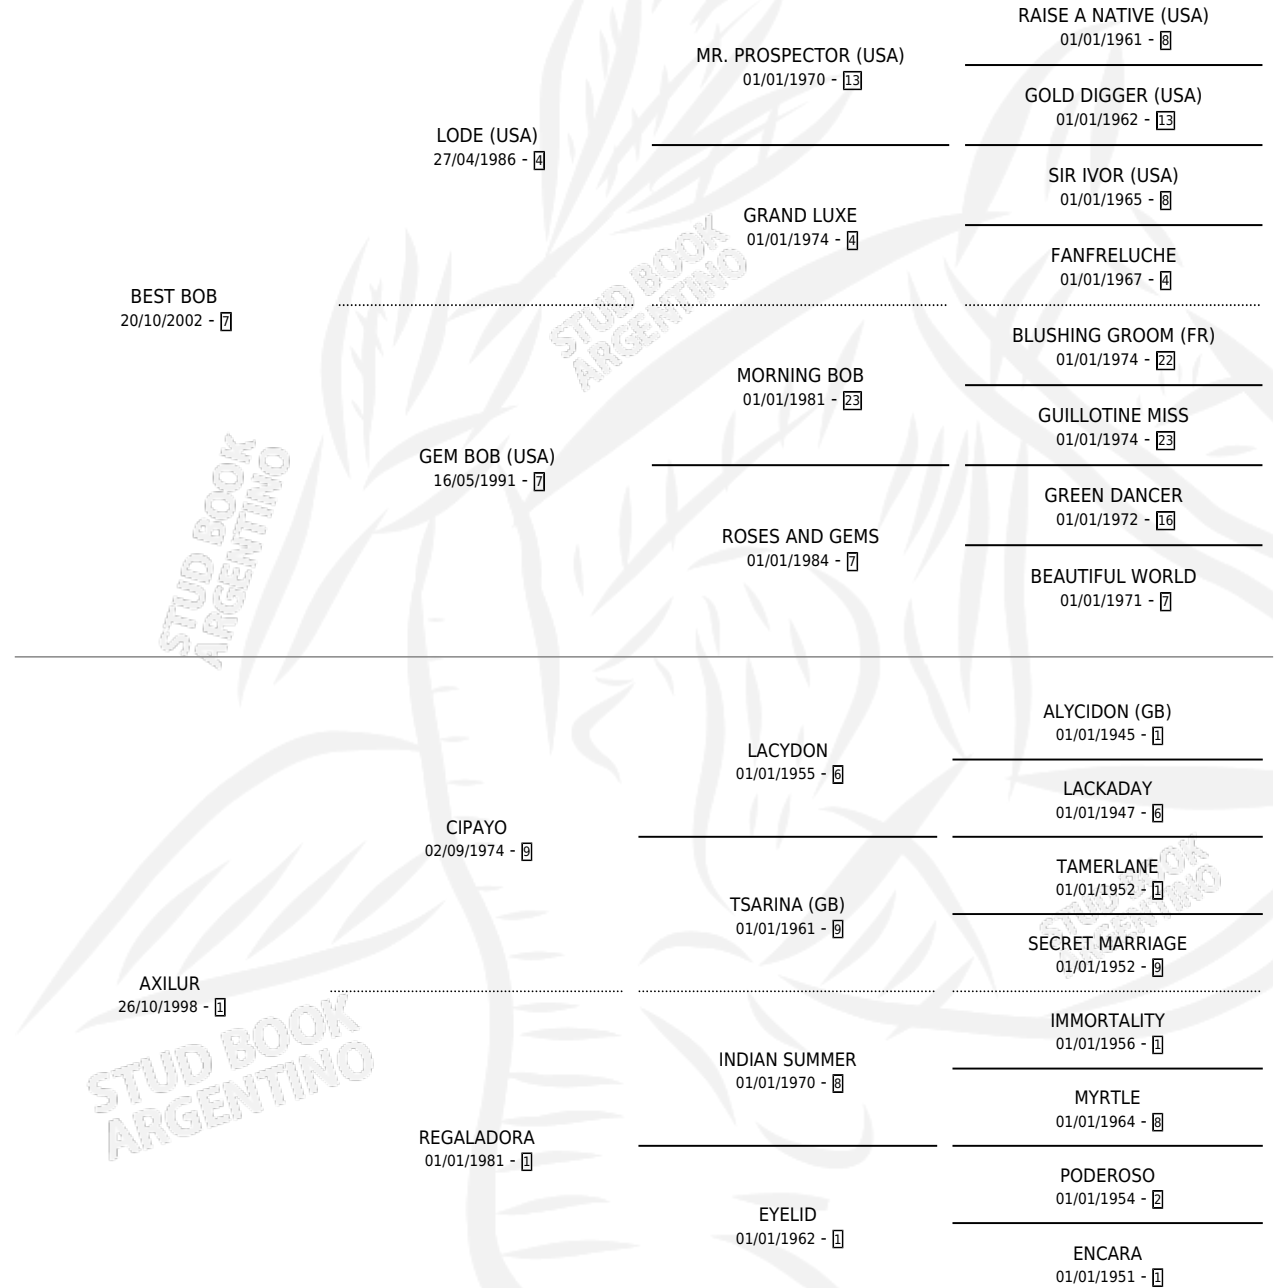 RAISE A NATIVE (USA)
01/01/1961 - 8
MR. PROSPECTOR (USA)
01/01/1970 - 13
GOLD DIGGER (USA)
01/01/1962 - 13
LODE (USA)
27/04/1986 - 4
SIR IVOR (USA)
01/01/1965 - 8
GRAND LUXE
01/01/1974 - 4
FANFRELUCHE
01/01/1967 - 4
BEST BOB
20/10/2002 - 7
BLUSHING GROOM (FR)
01/01/1974 - 22
MORNING BOB
01/01/1981 - 23
GUILLOTINE MISS
01/01/1974 - 23
GEM BOB (USA)
16/05/1991 - 7
GREEN DANCER
01/01/1972 - 16
ROSES AND GEMS
01/01/1984 - 7
BEAUTIFUL WORLD
01/01/1971 - 7
ALYCIDON (GB)
01/01/1945 - 1
LACYDON
01/01/1955 - 6
LACKADAY
01/01/1947 - 6
CIPAYO
02/09/1974 - 9
TAMERLANE
01/01/1952 - 1
TSARINA (GB)
01/01/1961 - 9
SECRET MARRIAGE
01/01/1952 - 9
AXILUR
26/10/1998 - 1
IMMORTALITY
01/01/1956 - 1
INDIAN SUMMER
01/01/1970 - 8
MYRTLE
01/01/1964 - 8
REGALADORA
01/01/1981 - 1
PODEROSO
01/01/1954 - 2
EYELID
01/01/1962 - 1
ENCARA
01/01/1951 - 1
STUD BOOK
ARGENTINO
STUD BOOK
ARGENTINO
STUD BOOK
ARGENTINO
STUD BOOK
ARGENTINO